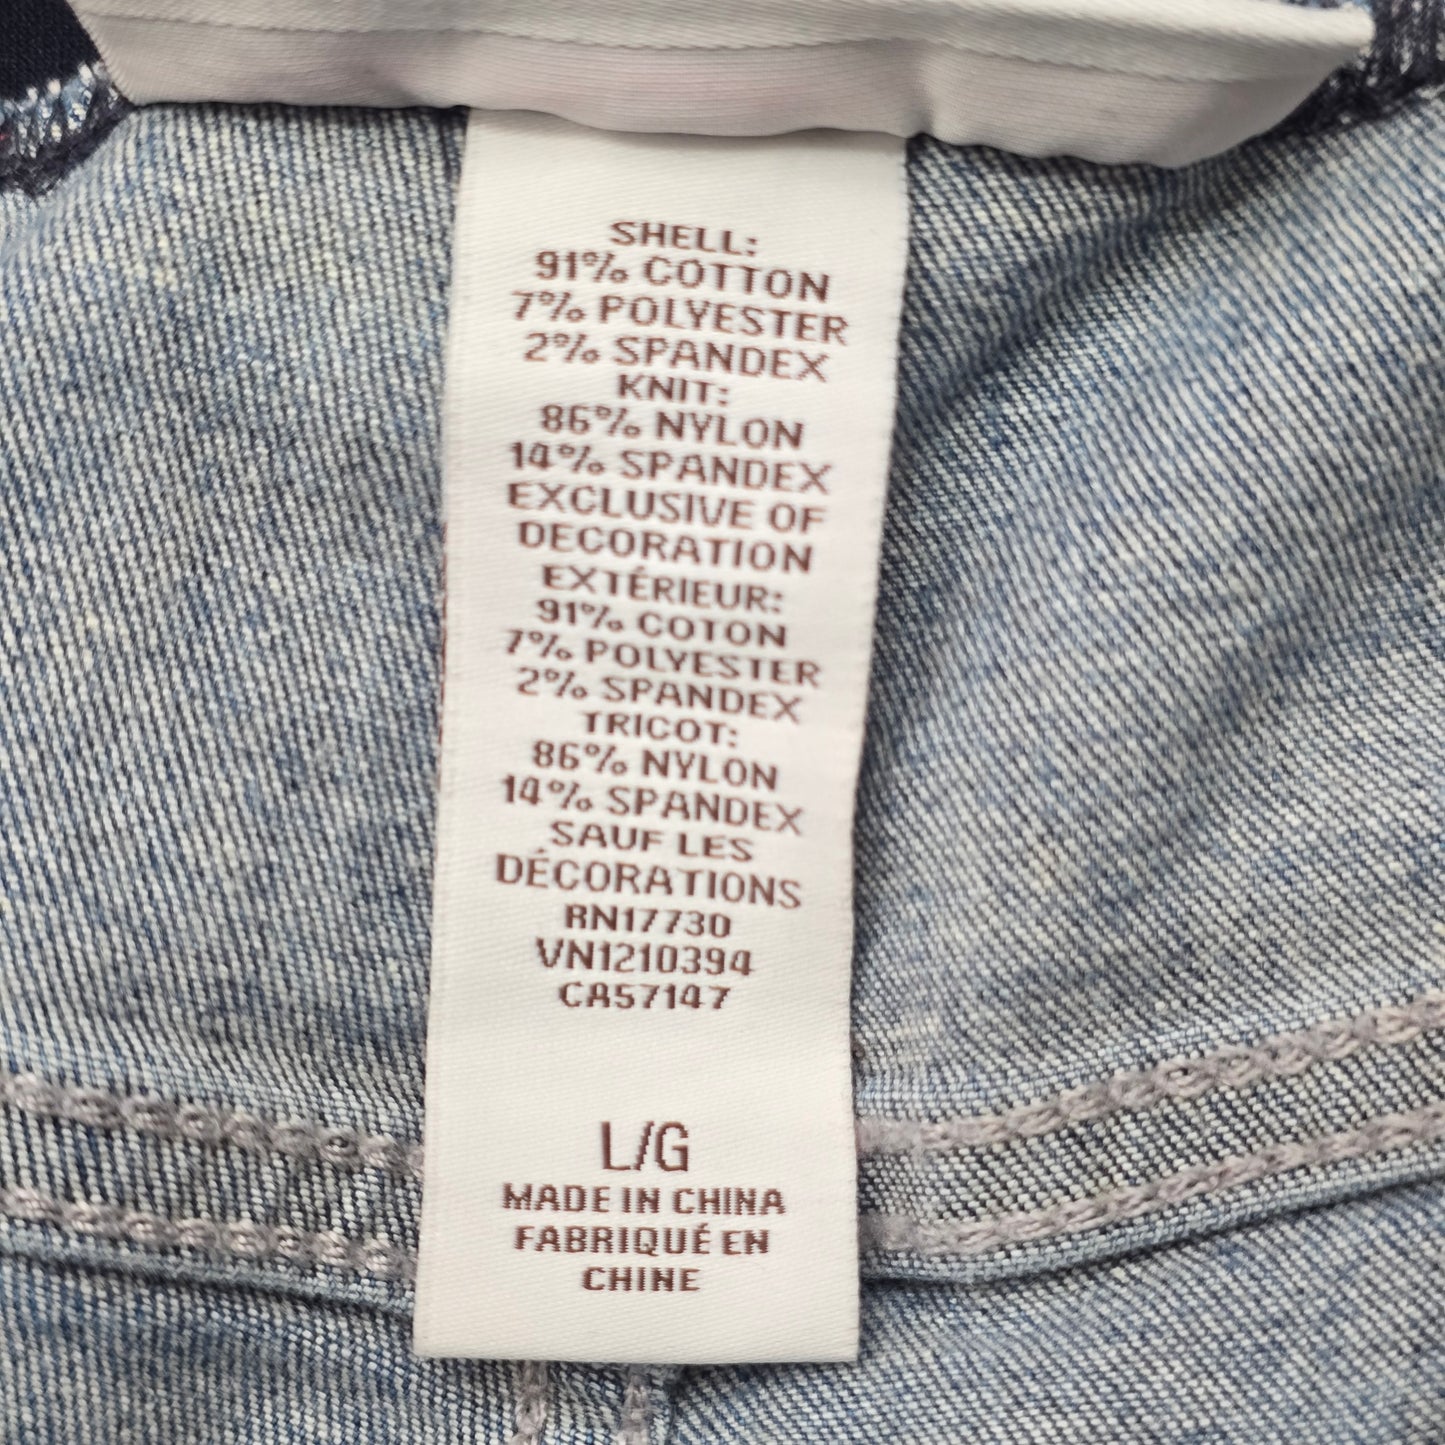 SHELL:
91% COTTON
7% POLYESTER
2% SPANDEX
KNIT:
86% NYLON
14% SPANDEX
EXCLUSIVE OF
DECORATION
EXTÉRIEUR:
91% COTON
7% POLYESTER
2% SPANDEX
TRICOT:
86% NYLON
14% SPANDEX
SAUF LES
DÉCORATIONS
RN17730
VN1210394
CA57147
L/G
MADE IN CHINA
FABRIQUÉ EN
CHINE